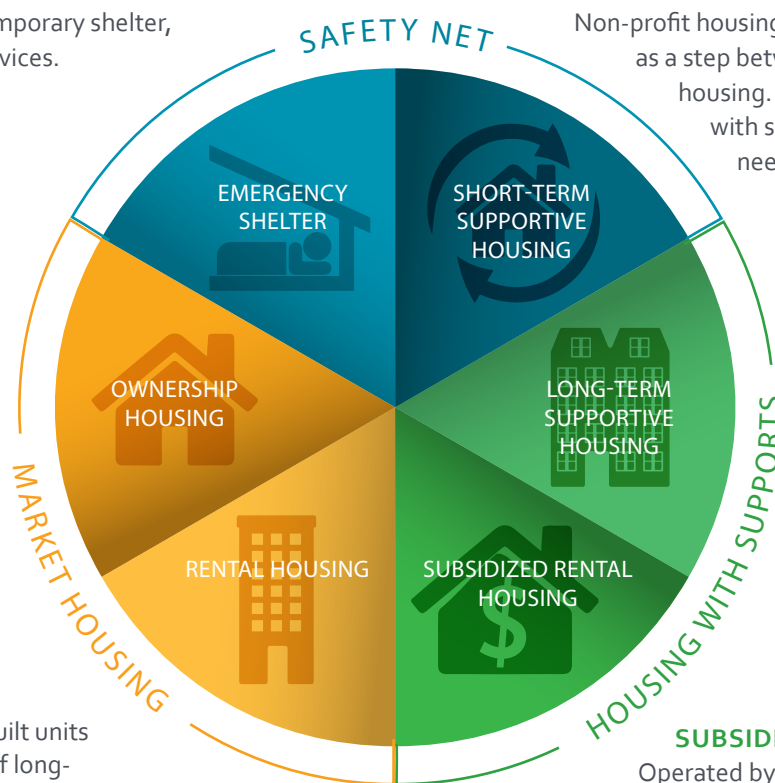 mporary shelter,
vices.
SAFETY NET
Non-profit housing
as a step betw
housing.
with s
need
EMERGENCY
SHELTER
SHORT-TERM
SUPPORTIVE
HOUSING
OWNERSHIP
HOUSING
LONG-TERM
SUPPORTIVE
HOUSING
RENTAL HOUSING
SUBSIDIZED RENTAL
HOUSING
$
MARKET HOUSING
HOUSING WITH SUPPORTS
uilt units
f long-
SUBSID
Operated by